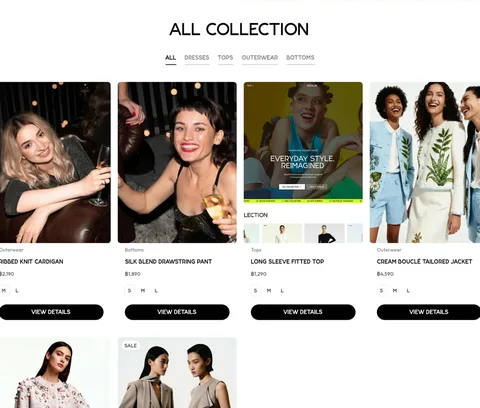 ALL COLLECTION
ALL DRESSES TOPS OUTERWEAR BOTTOMS
EVERYDAY STYLE,
REIMAGINED
LECTION
Outerwear Bottoms Tops Outerwear
RIBBED KNIT CARDIGAN SILK BLEND DRAWSTRING PANT LONG SLEEVE FITTED TOP CREAM BOUCLÉ TAILORED JACKET
฿2,190 ฿1,890 ฿1,290 ฿4,590
M L S M L S M L S M L
VIEW DETAILS VIEW DETAILS VIEW DETAILS VIEW DETAILS
SALE